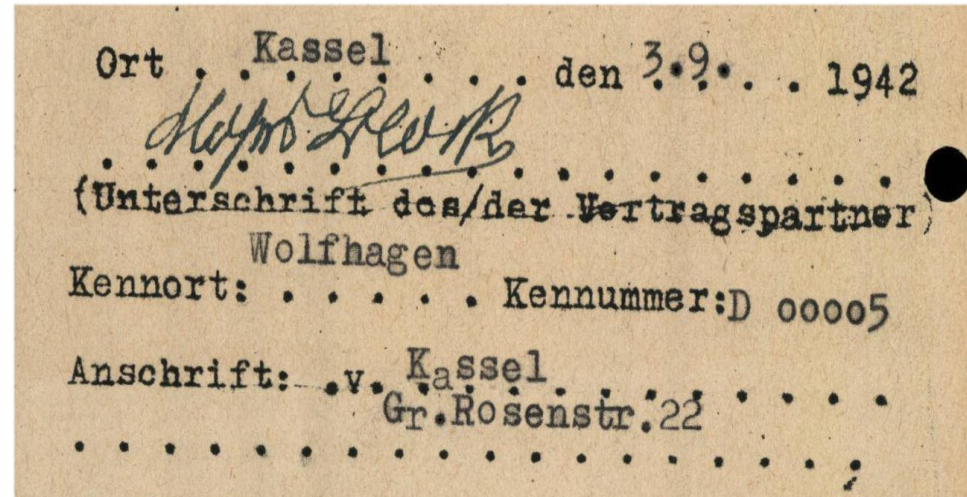 Ort . Kassel . . . . . . . den 3.9. . . 1942
. . . . . . . . . . . . . . . . . .
(Unterschrift des/der Vertragspartner)
Wolfhagen
Kennort: . . . . . Kennummer:D 00005
Anschrift: .v. Kassel . . . . . . . . .
Gr.Rosenstr.22
. . . . . . . . . . . . . . . . . .